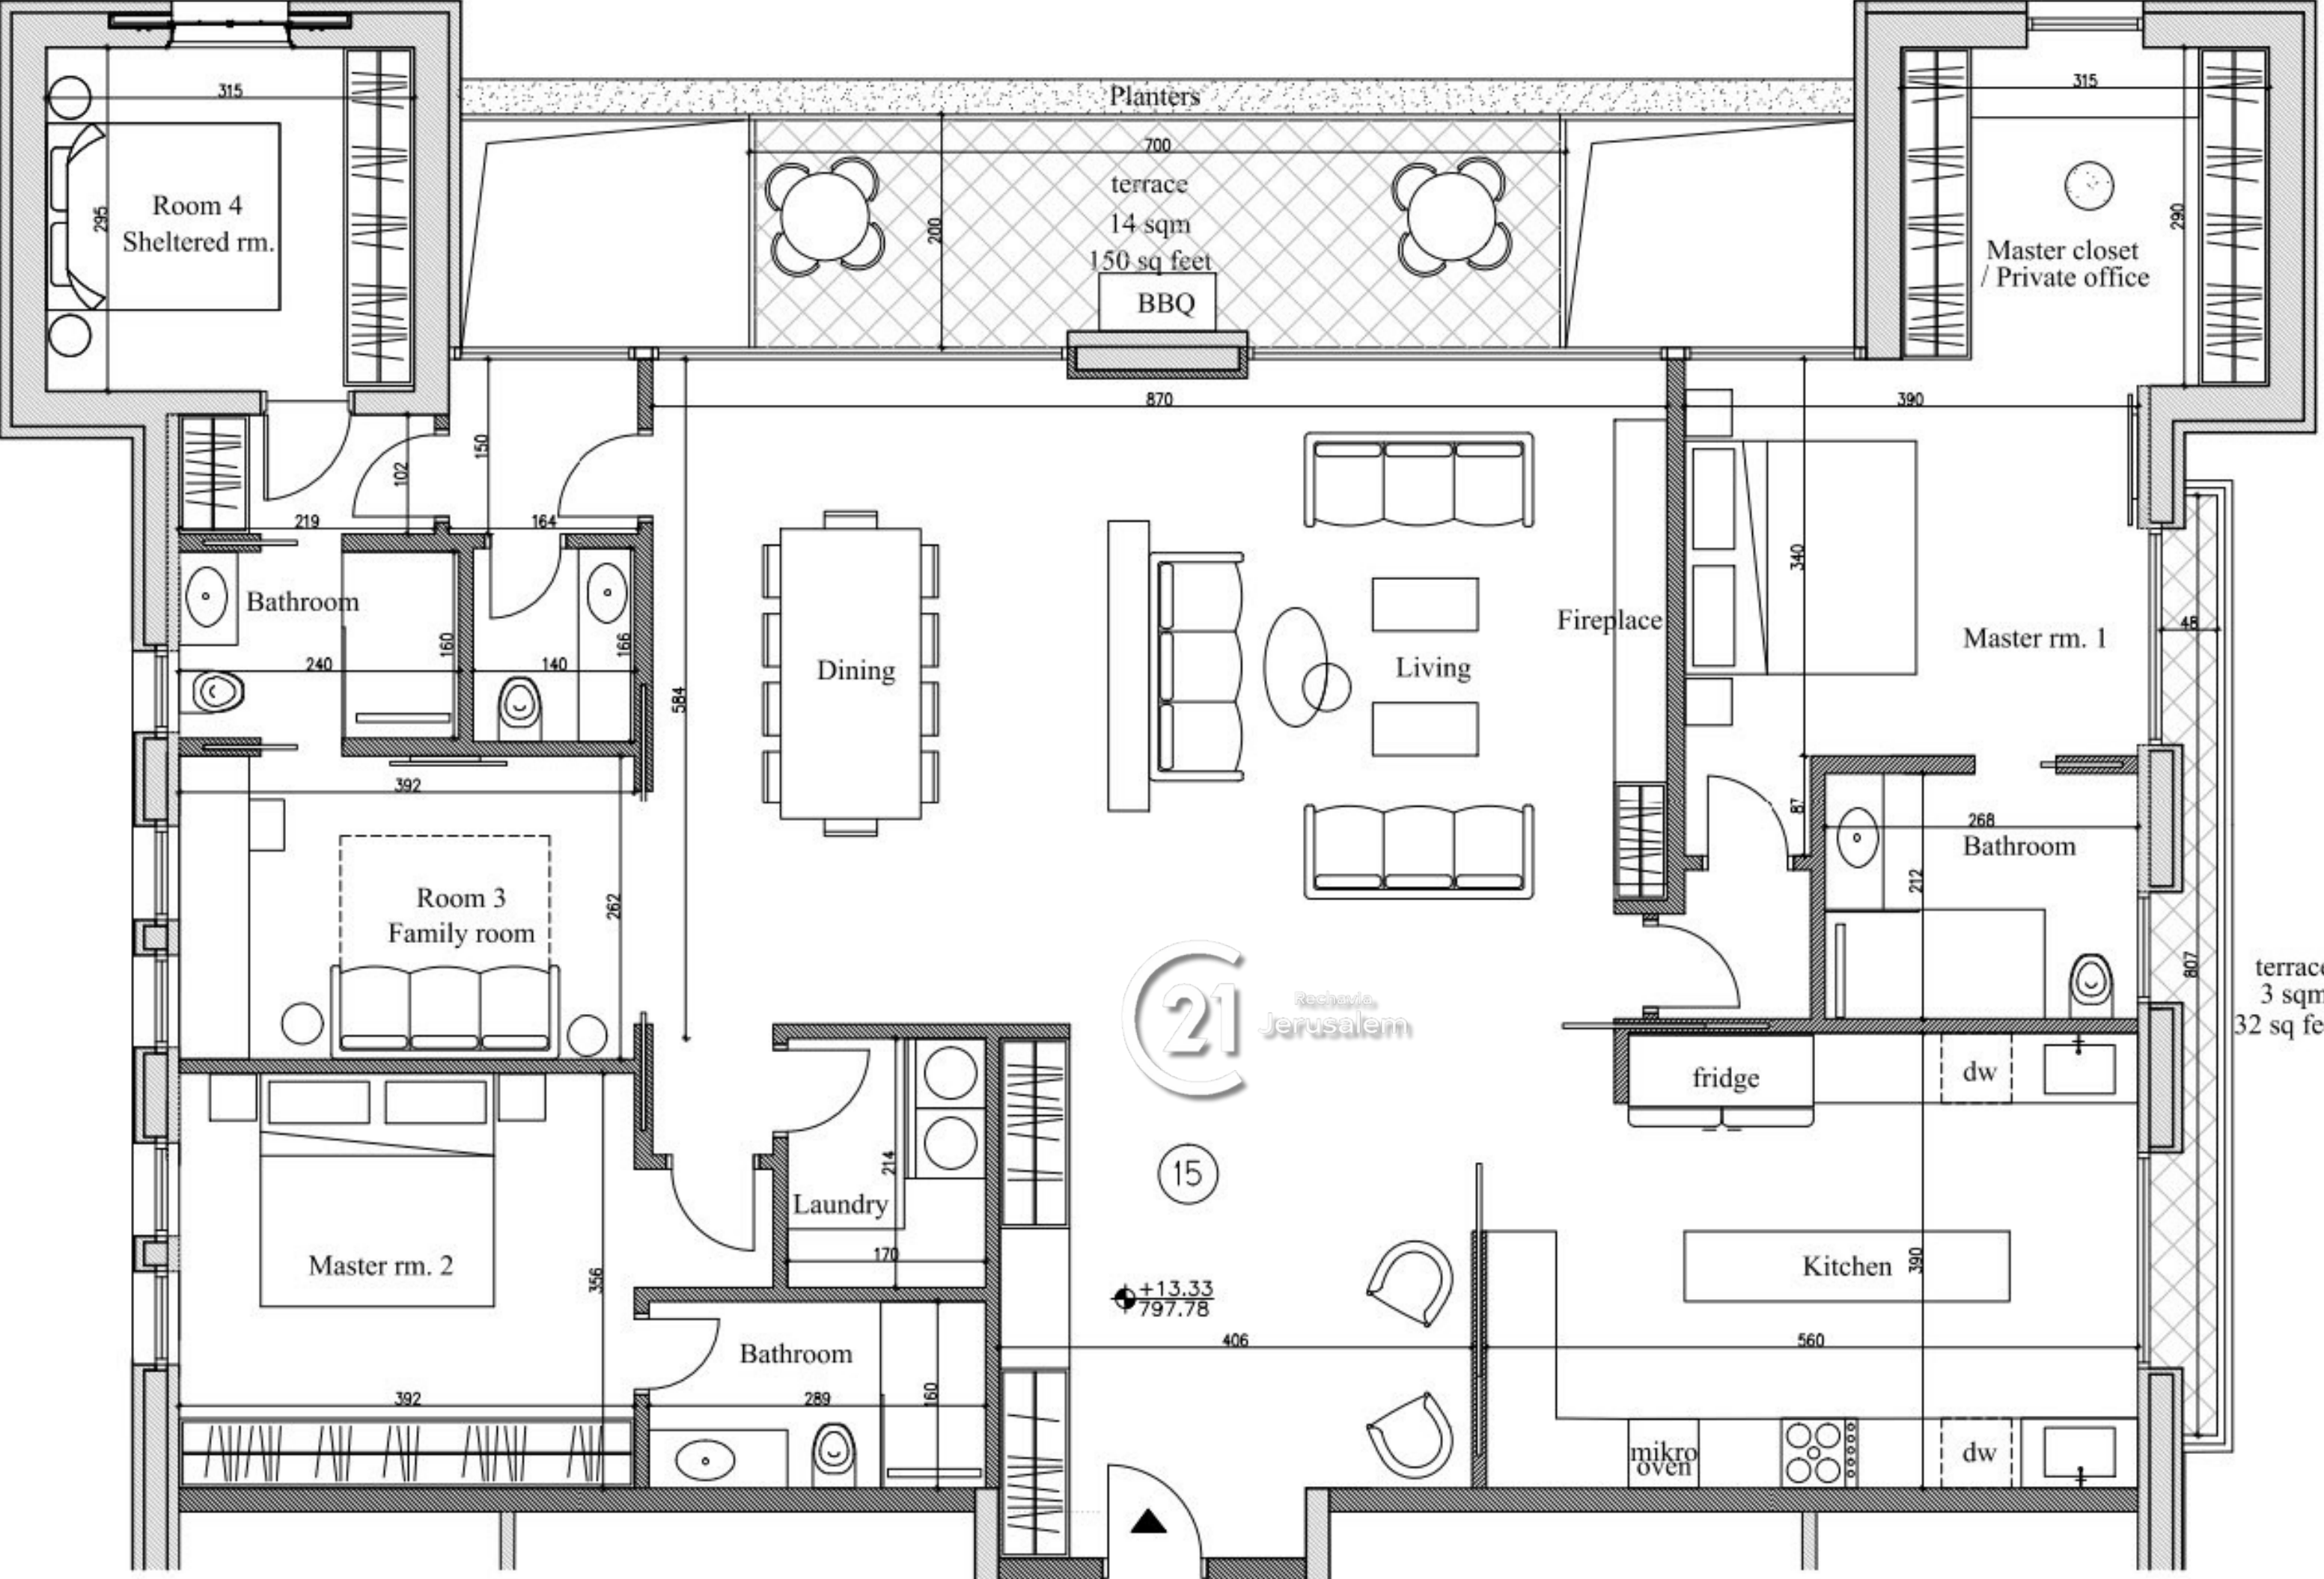 315
Planters
315
700
terrace
14 sqm
150 sq feet
200
BBQ
Room 4
Sheltered rm.
295
290
Master closet
/ Private office
870
390
150
102
219
164
340
Bathroom
160
240
166
140
584
Dining
Living
Fireplace
Master rm. 1
48
392
87
268
Bathroom
212
Room 3
Family room
262
807
terrace
3 sqm
32 sq fe
21
Rechavia
Jerusalem
fridge
dw
15
214
Laundry
170
Master rm. 2
356
Kitchen
390
+13.33
797.78
406
560
Bathroom
392
289
160
mikro
oven
dw